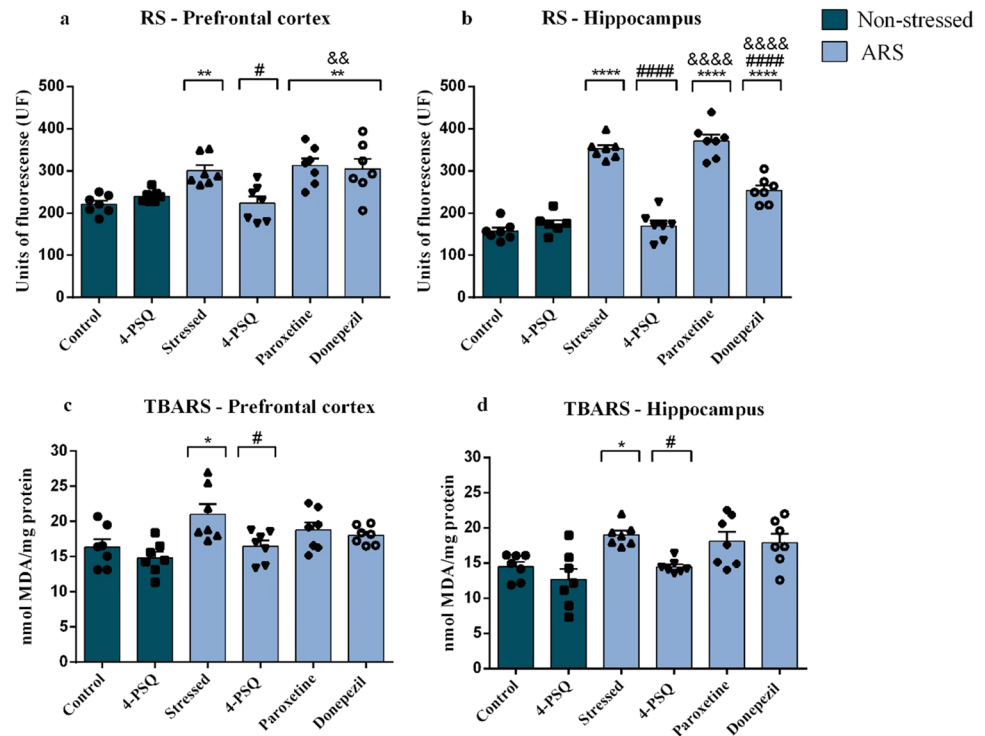 a RS - Prefrontal cortex
&&
** # **
Units of fluorescense (UF)
500
400
300
200
100
0
Control 4-PSQ Stressed 4-PSQ Paroxetine Donepezil
b RS - Hippocampus
&&&&
&&&& ####
**** #### **** ****
Units of fluorescense (UF)
500
400
300
200
100
0
Control 4-PSQ Stressed 4-PSQ Paroxetine Donepezil
Non-stressed
ARS
c TBARS - Prefrontal cortex
* #
nmol MDA/mg protein
30
25
20
15
10
5
0
Control 4-PSQ Stressed 4-PSQ Paroxetine Donepezil
d TBARS - Hippocampus
* #
nmol MDA/mg protein
30
25
20
15
10
5
0
Control 4-PSQ Stressed 4-PSQ Paroxetine Donepezil